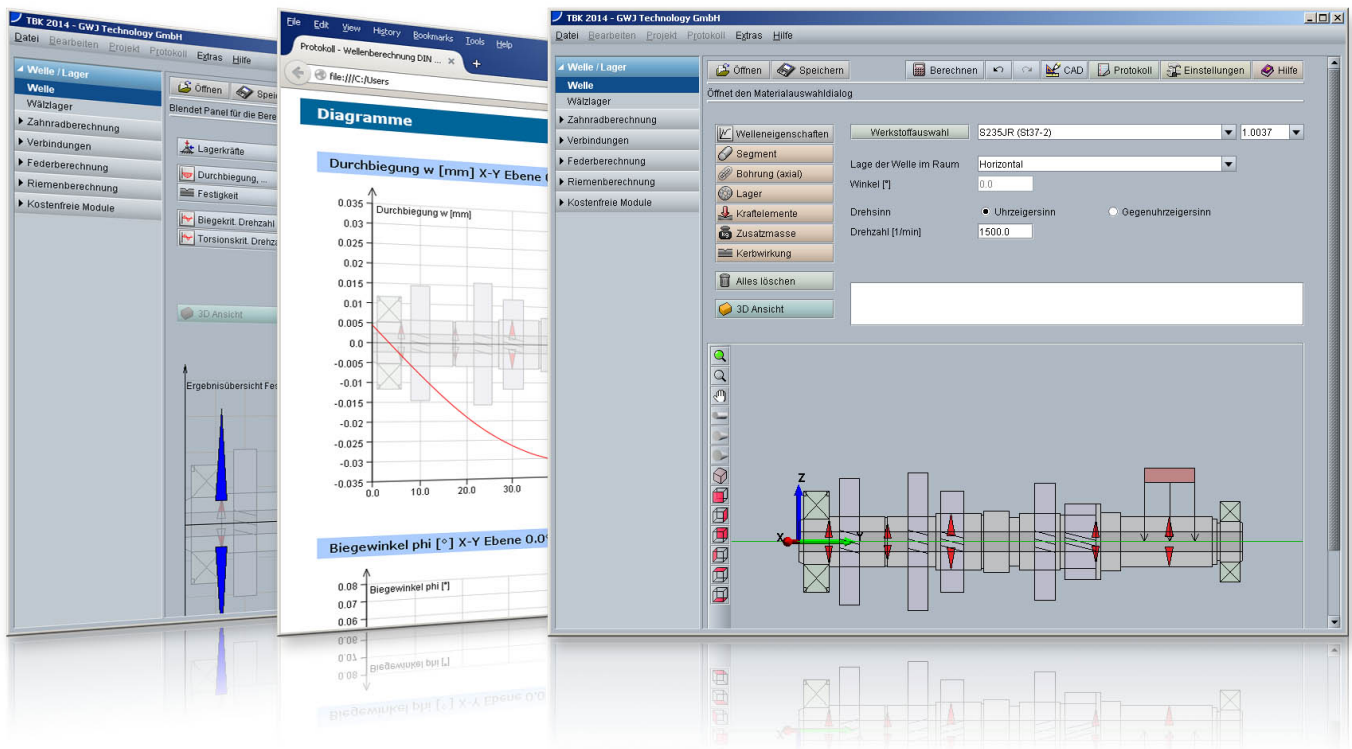 TBK 2014 - GWJ Technology GmbH
Datei Bearbeiten Projekt Protokoll Extras Hilfe
Welle / Lager
Welle
Wälzlager
Zahnradberechnung
Verbindungen
Federberechnung
Riemenberechnung
Kostenfreie Module
Öffnen
Blendet Panel für die Bere
Lagerkräfte
Durchbiegung, ...
Festigkeit
Biegekrit. Drehzahl
Torsionskrit. Drehza
3D Ansicht
Ergebnisübersicht Fes
File Edit View History Bookmarks Tools Help
Protokoll - Wellenberechnung DIN ... × +
file:///C:/Users
Diagramme
Durchbiegung w [mm] X-Y Ebene
Durchbiegung w [mm]
0.035
0.03
0.025
0.02
0.015
0.01
0.005
0.0
-0.005
-0.01
-0.015
-0.02
-0.025
-0.03
-0.035
0.0 10.0 20.0 30.0
Biegewinkel phi [°] X-Y Ebene 0.0°
Biegewinkel phi [°]
0.08
0.07
0.06
TBK 2014 - GWJ Technology GmbH
Datei Bearbeiten Projekt Protokoll Extras Hilfe
Welle / Lager
Welle
Wälzlager
Zahnradberechnung
Verbindungen
Federberechnung
Riemenberechnung
Kostenfreie Module
Öffnen Speichern Berechnen CAD Protokoll Einstellungen Hilfe
Öffnet den Materialauswahldialog
Welleneigenschaften
Segment
Bohrung (axial)
Lager
Kraftelemente
Zusatzmasse
Kerbwirkung
Alles löschen
3D Ansicht
Werkstoffauswahl S235JR (St37-2) 1.0037
Lage der Welle im Raum Horizontal
Winkel [°] 0.0
Drehsinn Uhrzeigersinn Gegenuhrzeigersinn
Drehzahl [1/min] 1500.0
Z
X
Y